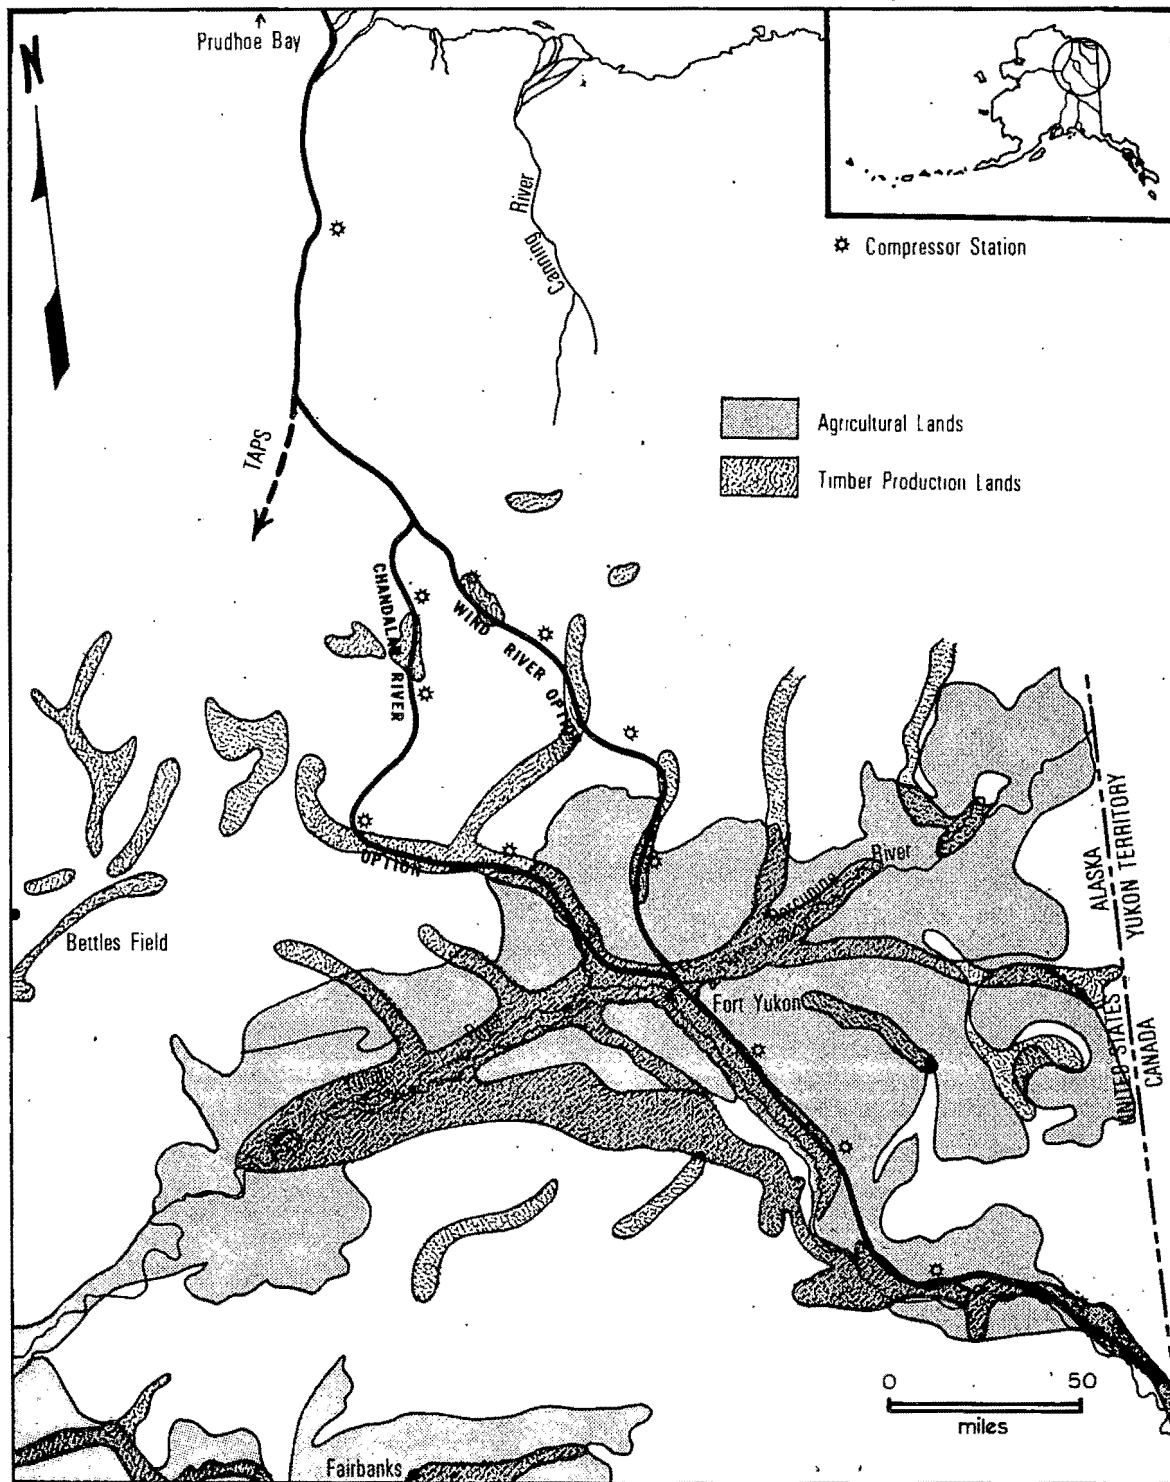 Prudhoe Bay
N
River
Canning
Compressor Station
Agricultural Lands
Timber Production Lands
TAPS
CHANDALAR RIVER
OPTION
WIND RIVER OPTION
River
Bettles Field
Fort Yukon
ALASKA
YUKON TERRITORY
UNITED STATES
CANADA
0 50
miles
Fairbanks